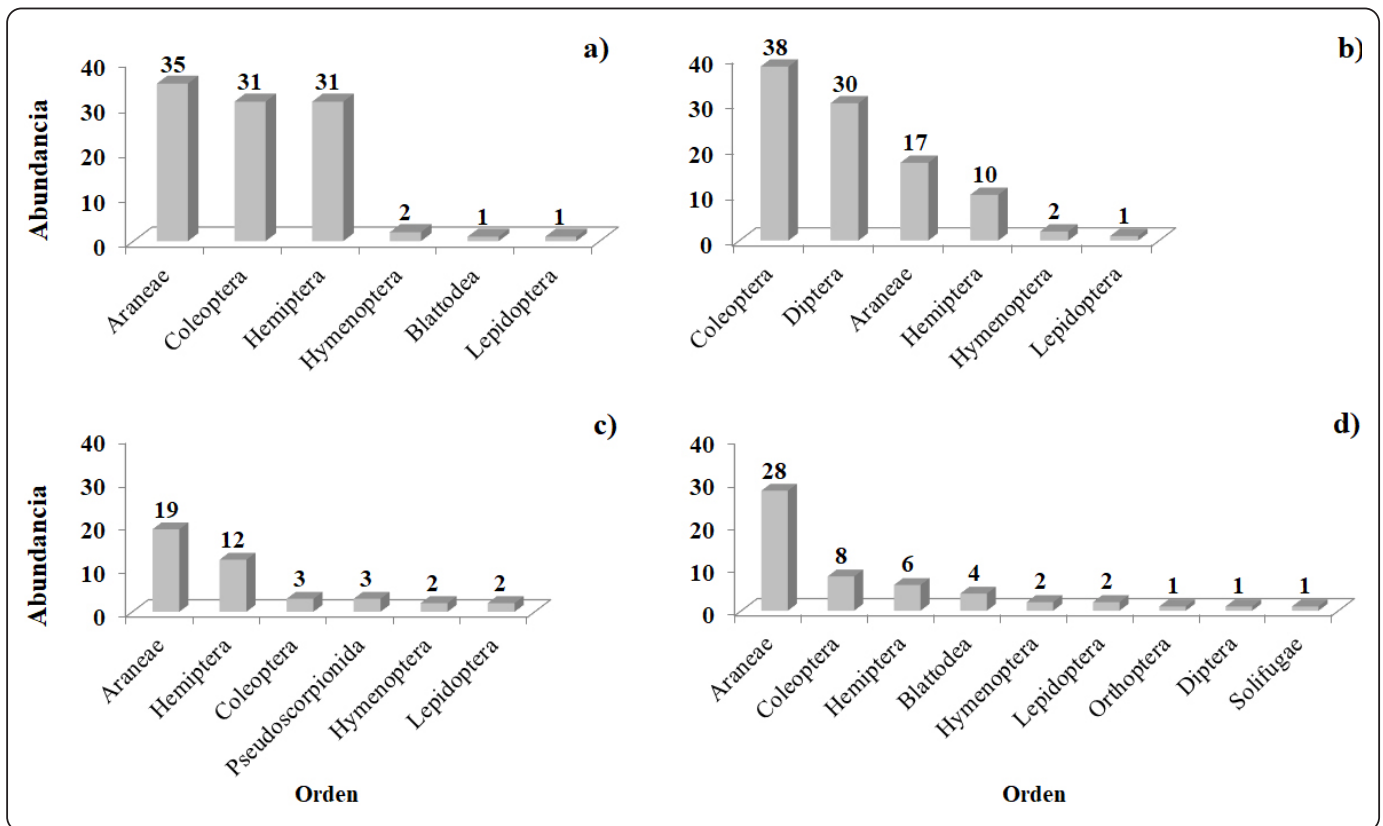 a)
Abundancia
40
30
20
10
0
35
31
31
2
1
1
Araneae
Coleoptera
Hemiptera
Hymenoptera
Blattodea
Lepidoptera
b)
40
30
20
10
0
38
30
17
10
2
1
Coleoptera
Diptera
Araneae
Hemiptera
Hymenoptera
Lepidoptera
c)
Abundancia
40
30
20
10
0
19
12
3
3
2
2
Araneae
Hemiptera
Coleoptera
Pseudoscorpionida
Hymenoptera
Lepidoptera
Orden
d)
40
30
20
10
0
28
8
6
4
2
2
1
1
1
Araneae
Coleoptera
Hemiptera
Blattodea
Hymenoptera
Lepidoptera
Orthoptera
Diptera
Solifugae
Orden